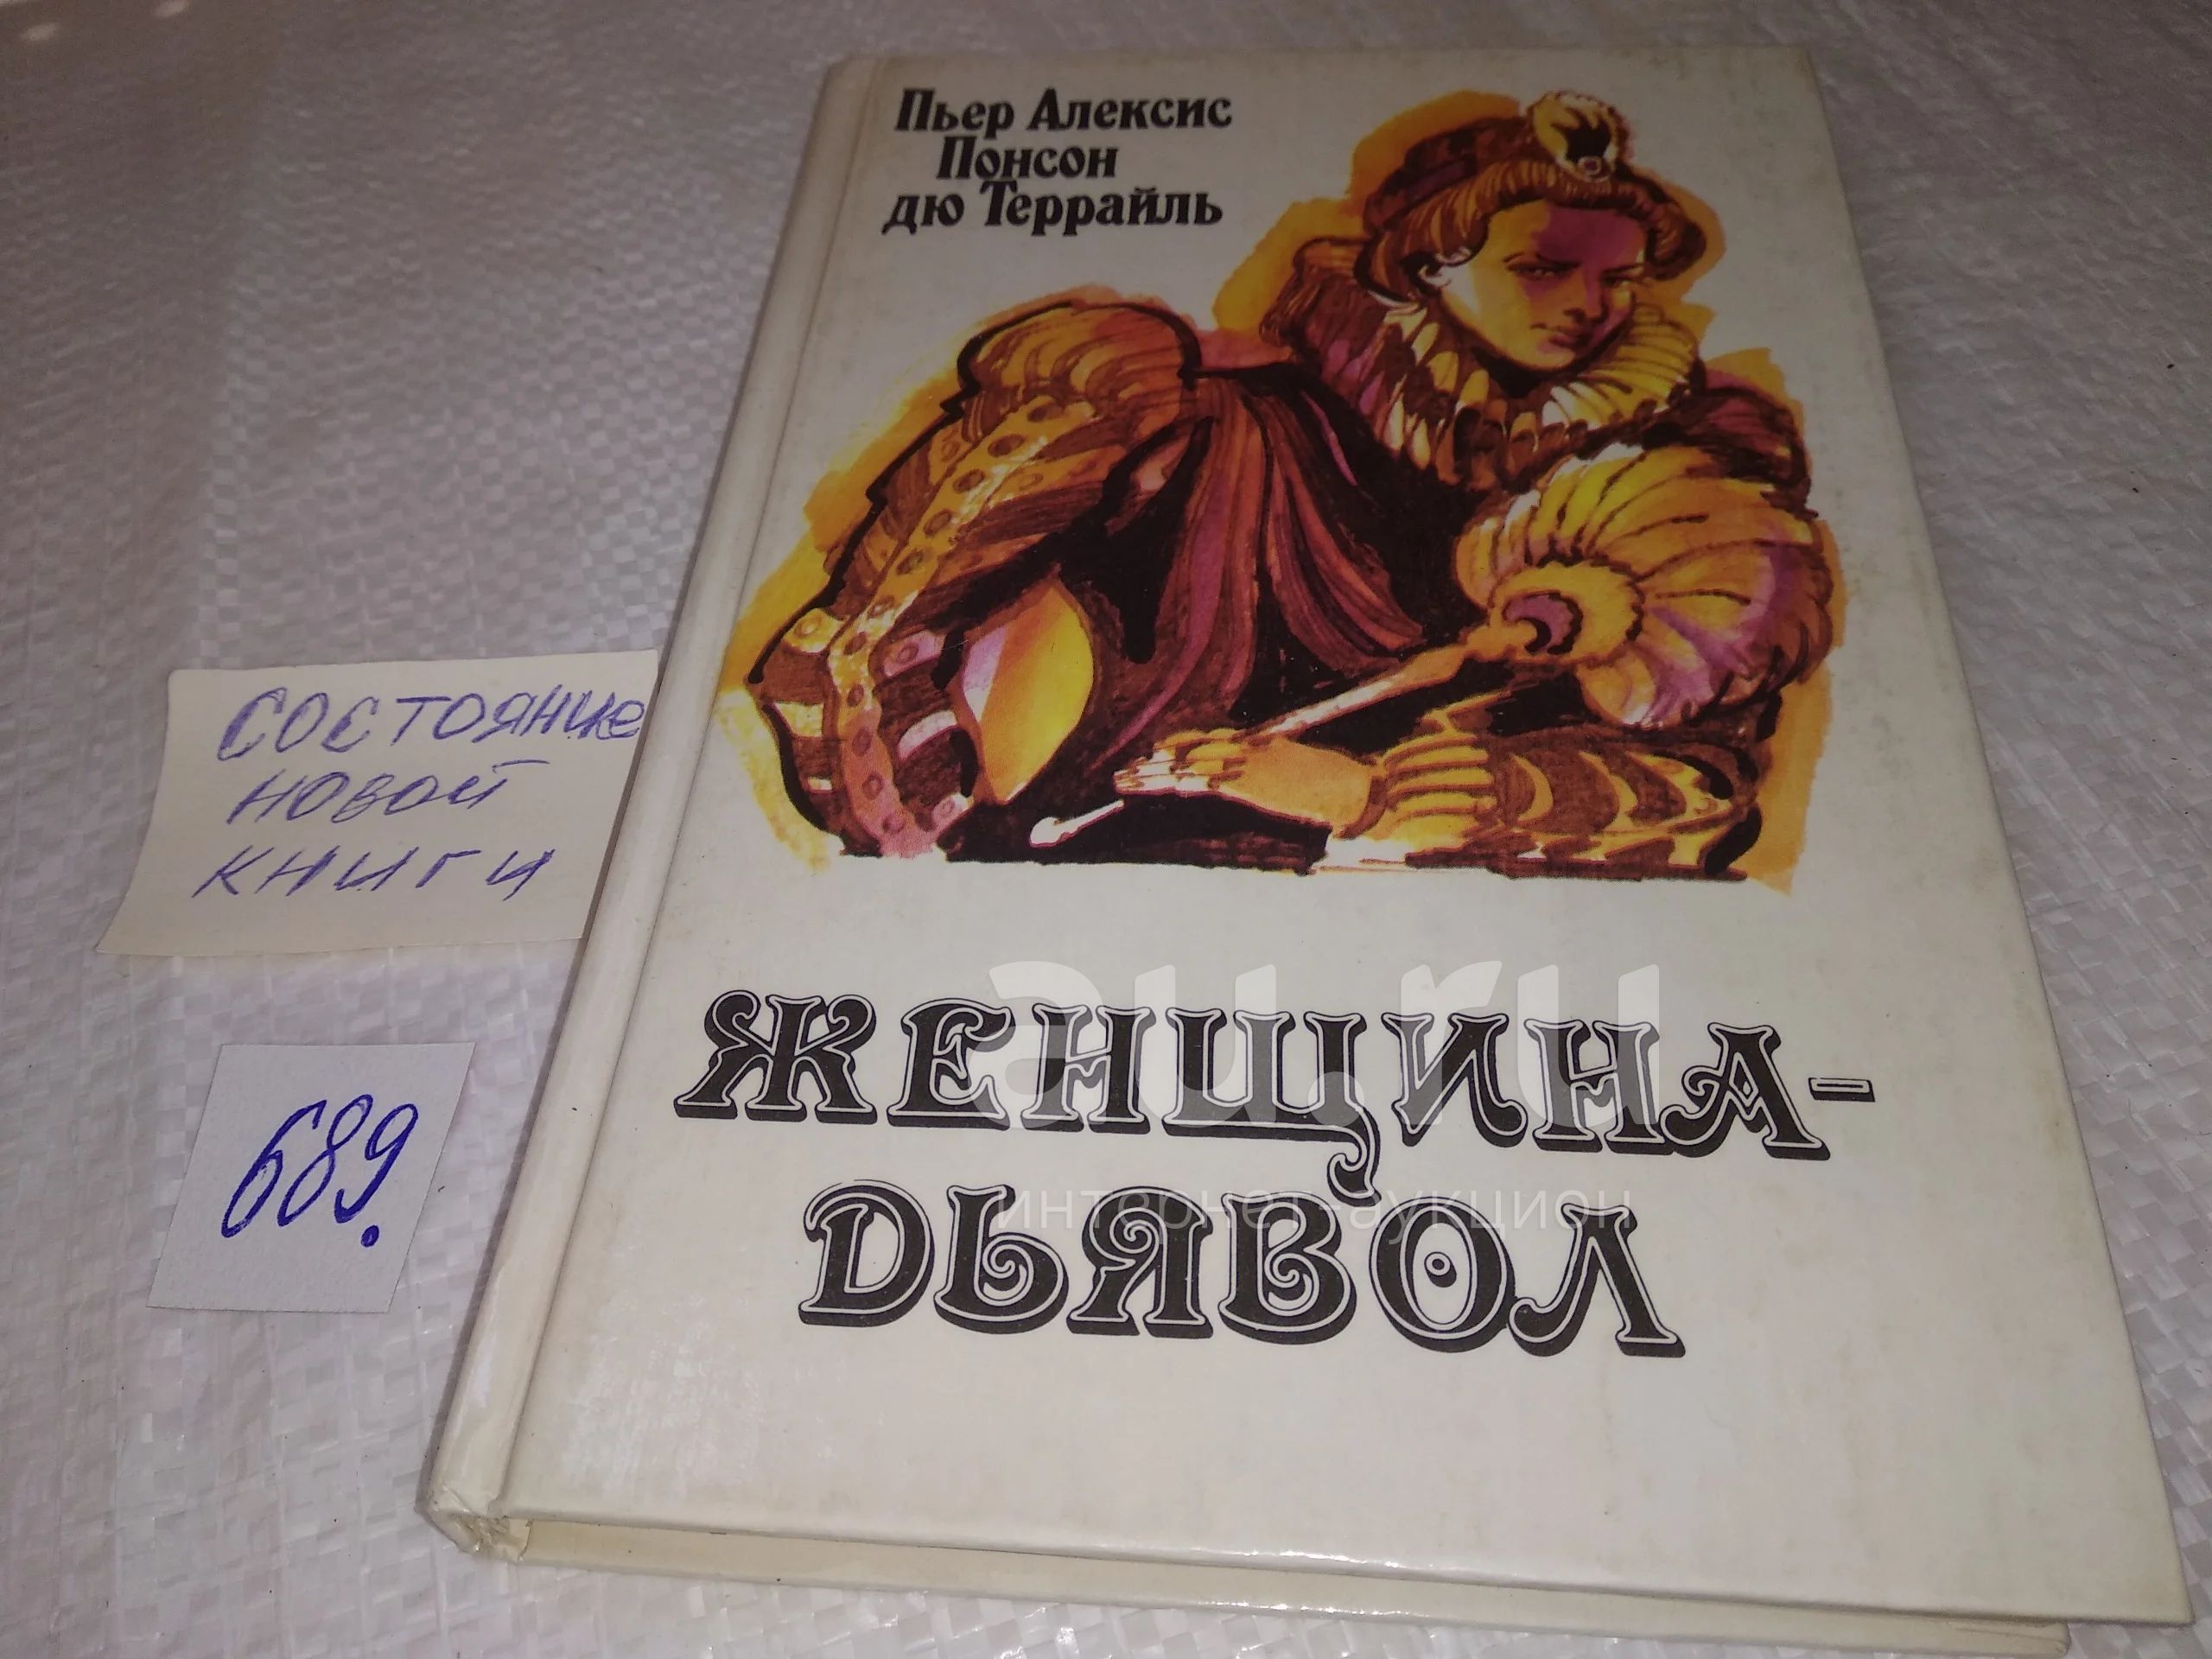 Пьер Алексис
Понсон
дю Террайль
состояние
новой
книги
689.
ЖЕНЩИНА-
ДЬЯВОЛ
au.ru
интернет-аукцион